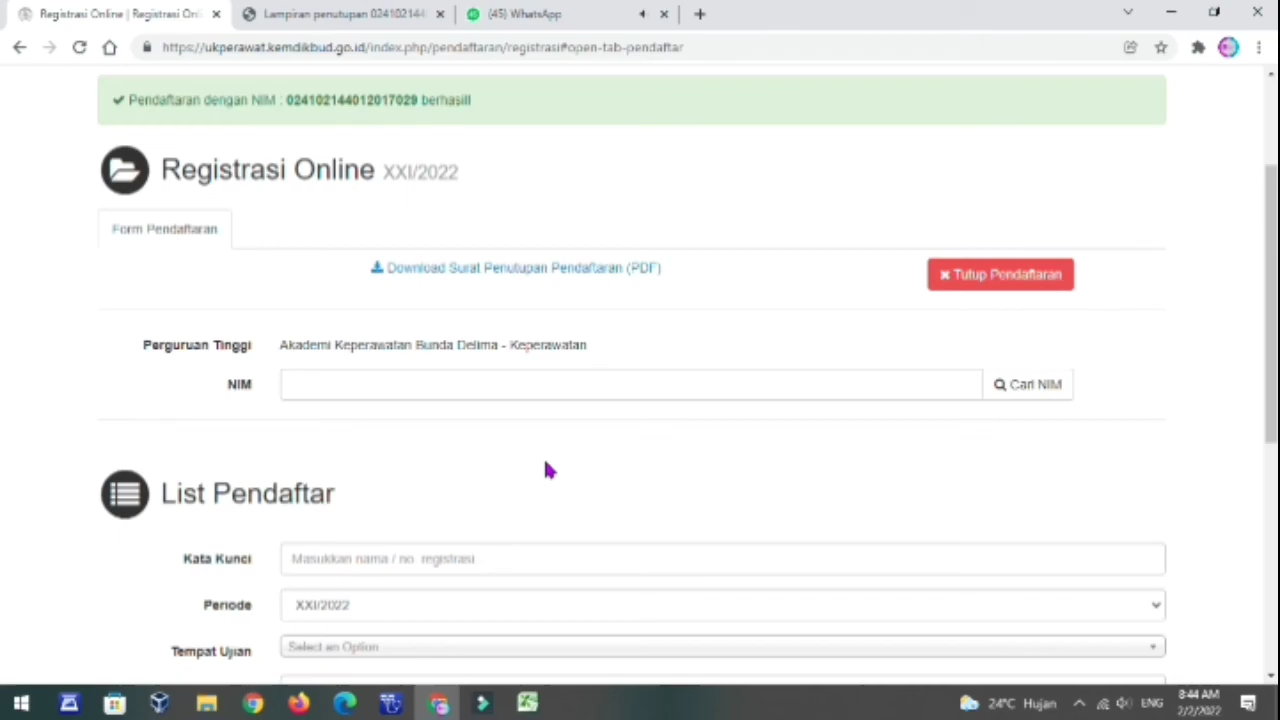 Registrasi Online | Registrasi Onl
Lampiran penutupan 024102144
(45) WhatsApp
https://ukperawat.kemdikbud.go.id/index.php/pendaftaran/registrasi#open-tab-pendaftar
Pendaftaran dengan NIM : 024102144012017029 berhasil!
Registrasi Online XXI/2022
Form Pendaftaran
Download Surat Penutupan Pendaftaran (PDF)
Tutup Pendaftaran
Perguruan Tinggi Akademi Keperawatan Bunda Delima - Keperawatan
NIM
Cari NIM
List Pendaftar
Kata Kunci Masukkan nama / no registrasi
Periode XXI/2022
Tempat Ujian Select an Option
24°C Hujan
ENG
8:44 AM
2/2/2022